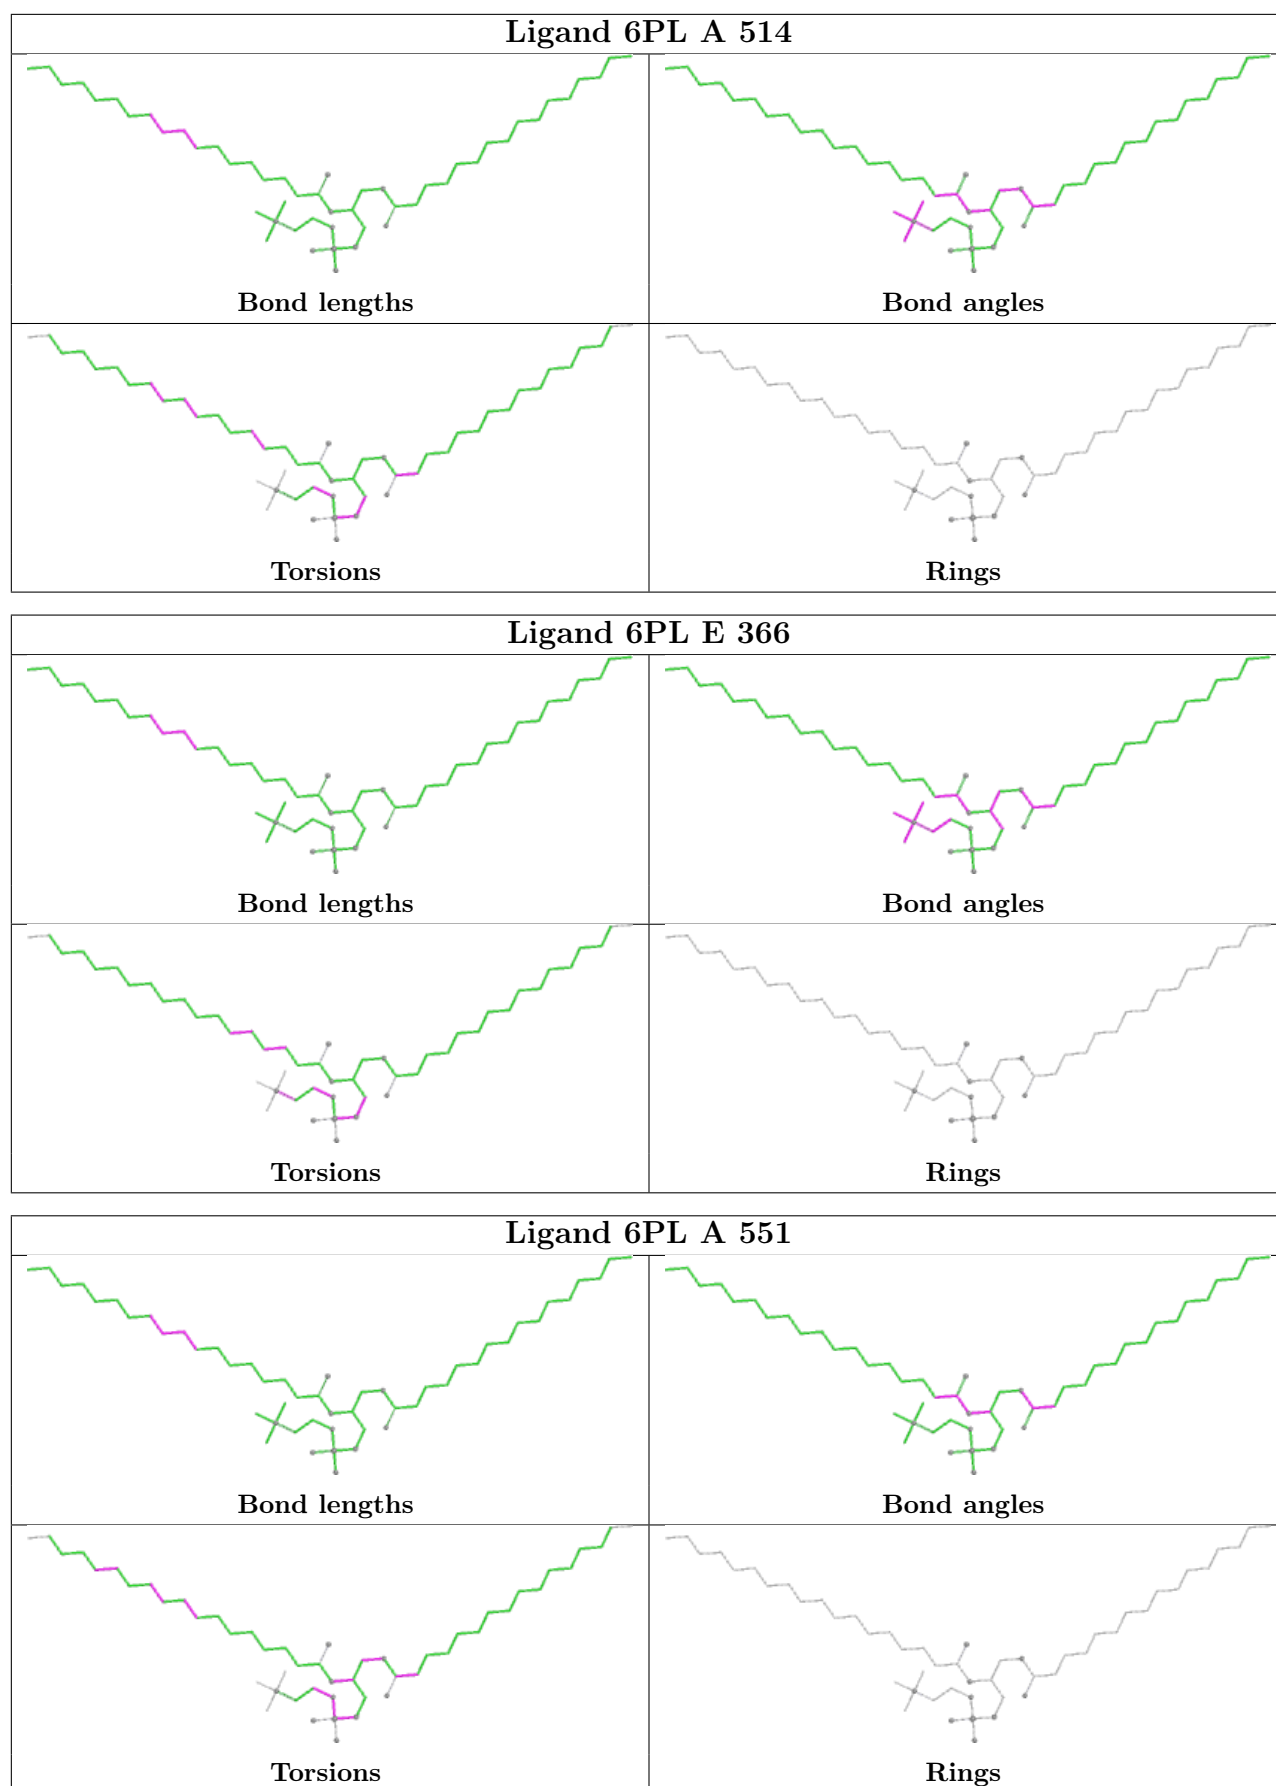 Ligand 6PL A 514
Bond lengths
Bond angles
Torsions
Rings
Ligand 6PL E 366
Bond lengths
Bond angles
Torsions
Rings
Ligand 6PL A 551
Bond lengths
Bond angles
Torsions
Rings